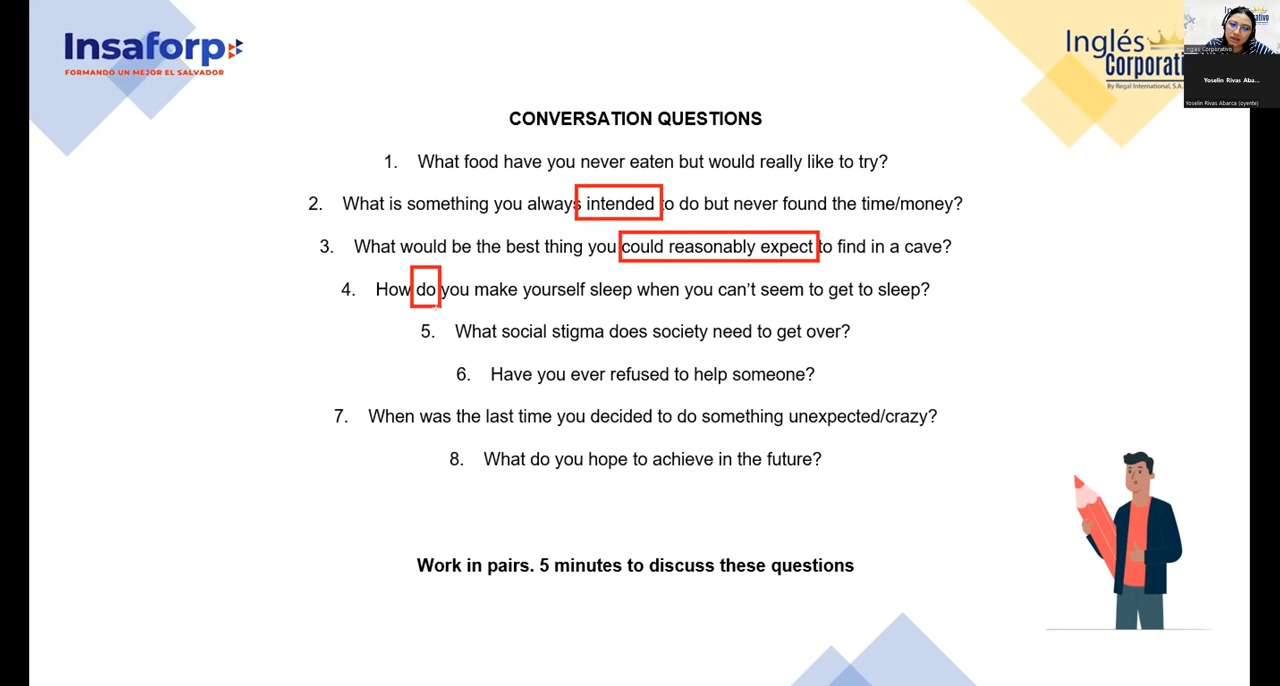 Insaforp
FORMANDO UN MEJOR EL SALVADOR
Inglés
Corporati
By Regal International, S.A.
Inglés Corporativo
Yoselin Rivas Aba...
Yoselin Rivas Abarca (oyente)
CONVERSATION QUESTIONS
1. What food have you never eaten but would really like to try?
2. What is something you always intended to do but never found the time/money?
3. What would be the best thing you could reasonably expect to find in a cave?
4. How do you make yourself sleep when you can’t seem to get to sleep?
5. What social stigma does society need to get over?
6. Have you ever refused to help someone?
7. When was the last time you decided to do something unexpected/crazy?
8. What do you hope to achieve in the future?
Work in pairs. 5 minutes to discuss these questions